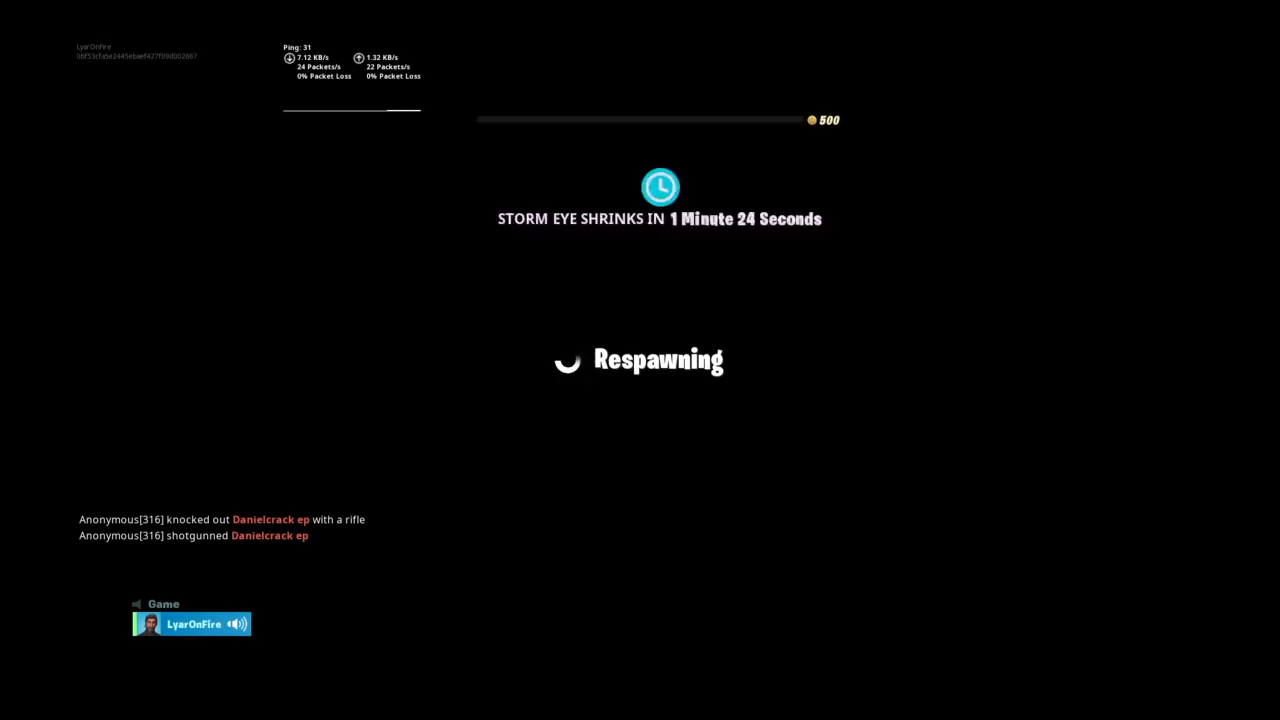 LyarOnFire
Ping: 31
7.12 KB/s
1.32 KB/s
24 Packets/s
22 Packets/s
0% Packet Loss
0% Packet Loss
500
STORM EYE SHRINKS IN 1 Minute 24 Seconds
Respawning
Anonymous[316] knocked out Danielcrack ep with a rifle
Anonymous[316] shotgunned Danielcrack ep
Game
LyarOnFire